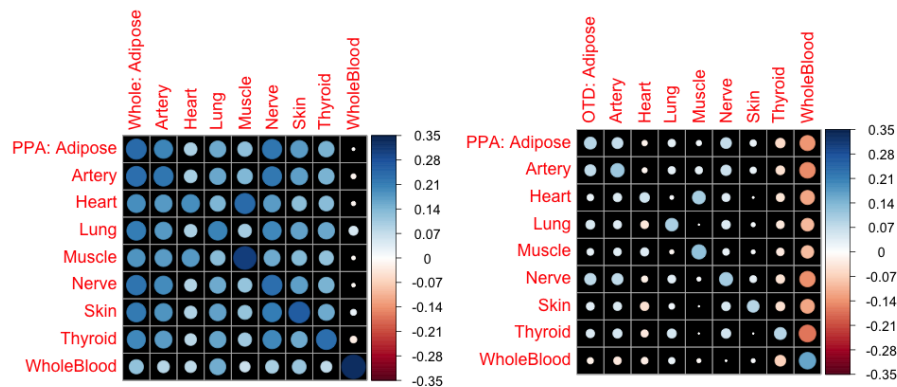 Whole: Adipose
Artery
Heart
Lung
Muscle
Nerve
Skin
Thyroid
WholeBlood
PPA: Adipose
Artery
Heart
Lung
Muscle
Nerve
Skin
Thyroid
WholeBlood
0.35
0.28
0.21
0.14
0.07
0
-0.07
-0.14
-0.21
-0.28
-0.35
OTD: Adipose
Artery
Heart
Lung
Muscle
Nerve
Skin
Thyroid
WholeBlood
PPA: Adipose
Artery
Heart
Lung
Muscle
Nerve
Skin
Thyroid
WholeBlood
0.35
0.28
0.21
0.14
0.07
0
-0.07
-0.14
-0.21
-0.28
-0.35